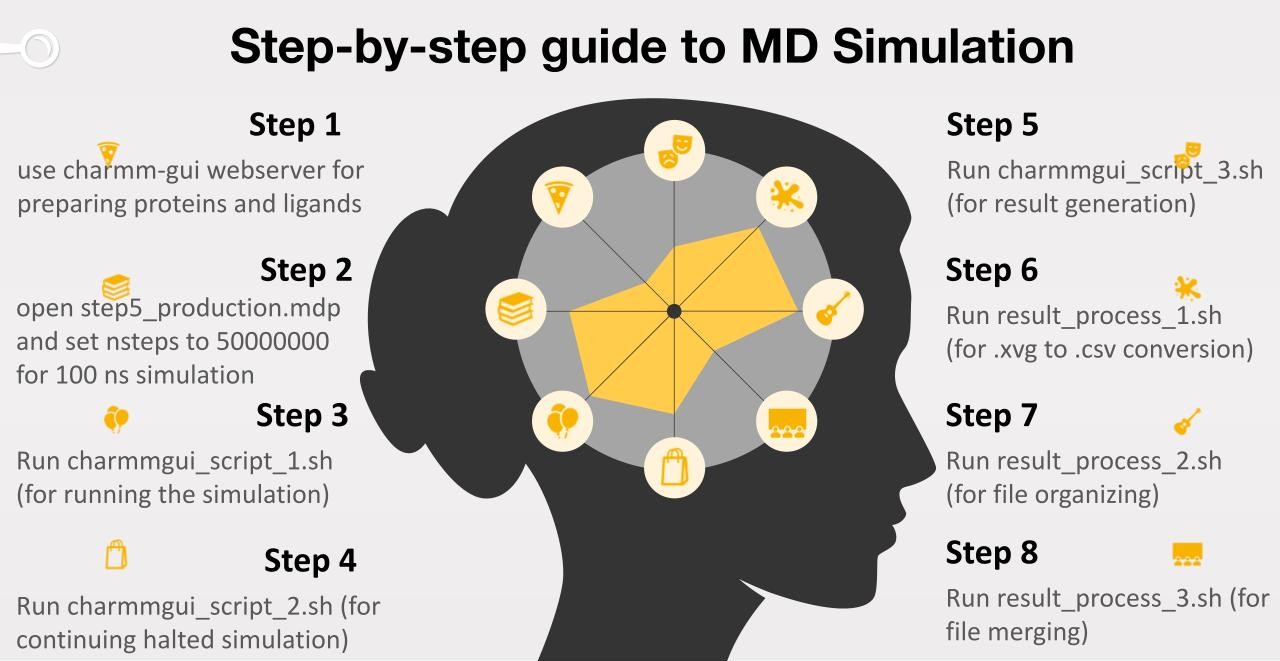 Step-by-step guide to MD Simulation
Step 1
use charmm-gui webserver for
preparing proteins and ligands
Step 2
open step5_production.mdp
and set nsteps to 50000000
for 100 ns simulation
Step 3
Run charmmgui_script_1.sh
(for running the simulation)
Step 4
Run charmmgui_script_2.sh (for
continuing halted simulation)
Step 5
Run charmmgui_script_3.sh
(for result generation)
Step 6
Run result_process_1.sh
(for .xvg to .csv conversion)
Step 7
Run result_process_2.sh
(for file organizing)
Step 8
Run result_process_3.sh (for
file merging)